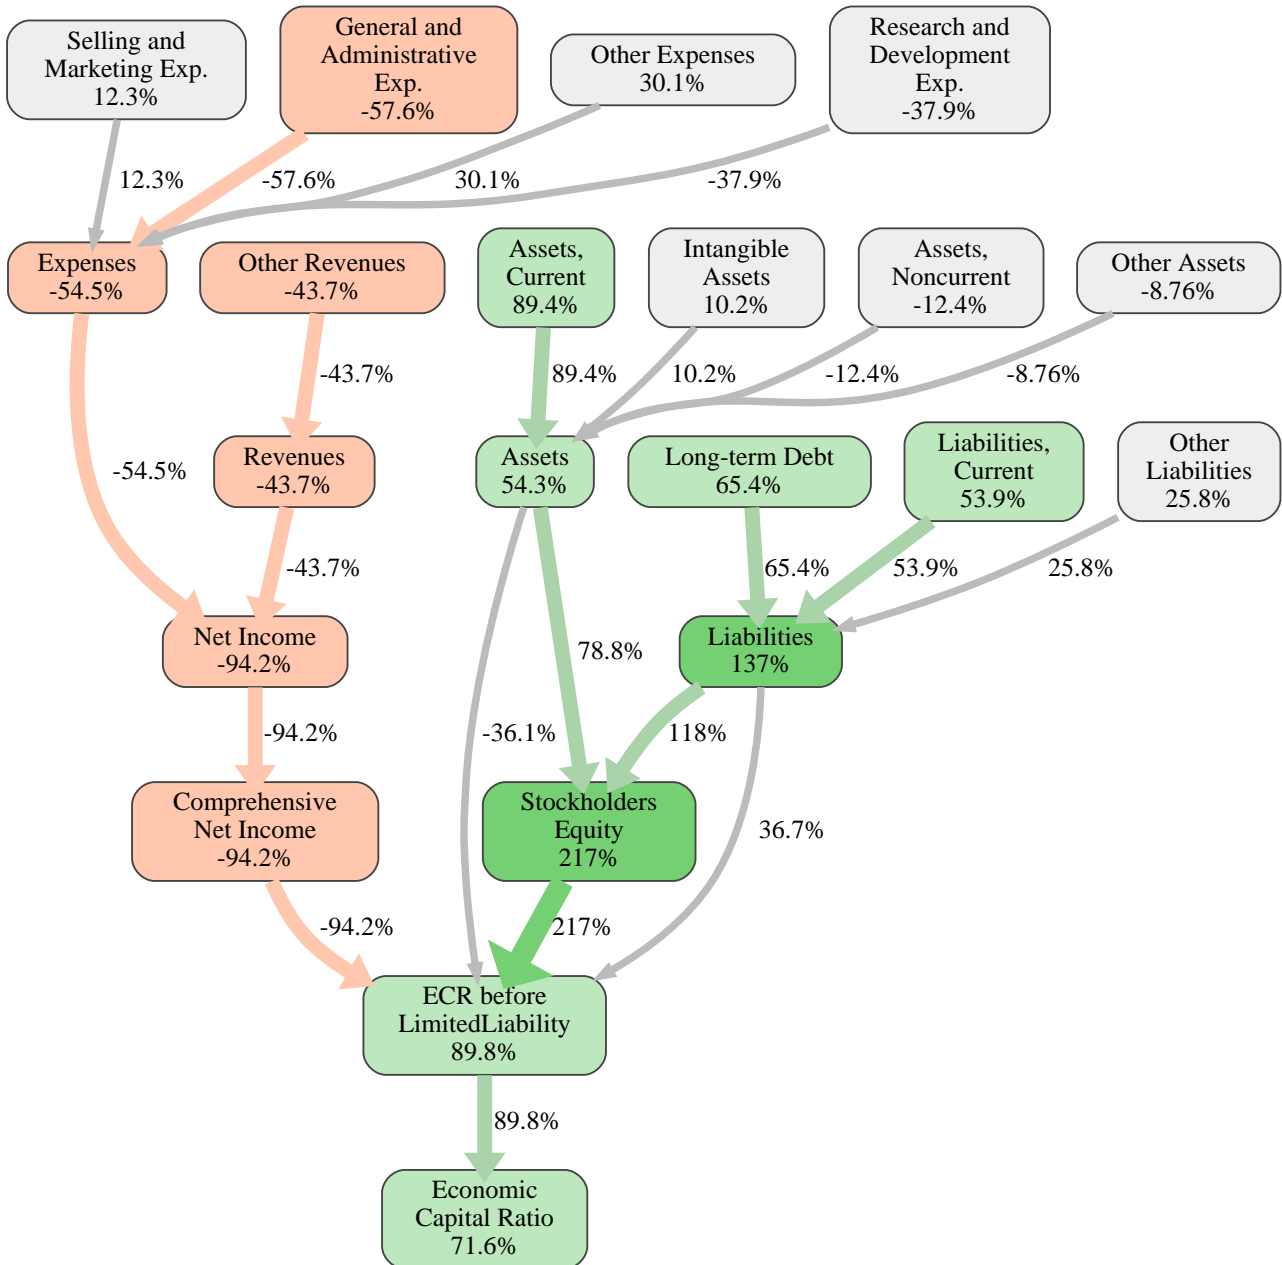 Selling and
Marketing Exp.
12.3%
General and
Administrative
Exp.
-57.6%
Other Expenses
30.1%
Research and
Development
Exp.
-37.9%
12.3%
-57.6%
30.1%
-37.9%
Expenses
-54.5%
Other Revenues
-43.7%
Assets,
Current
89.4%
Intangible
Assets
10.2%
Assets,
Noncurrent
-12.4%
Other Assets
-8.76%
-43.7%
89.4%
10.2%
-12.4%
-8.76%
-54.5%
Revenues
-43.7%
Assets
54.3%
Long-term Debt
65.4%
Liabilities,
Current
53.9%
Other
Liabilities
25.8%
-43.7%
65.4%
53.9%
25.8%
Net Income
-94.2%
78.8%
Liabilities
137%
-94.2%
-36.1%
118%
Comprehensive
Net Income
-94.2%
Stockholders
Equity
217%
36.7%
-94.2%
217%
ECR before
LimitedLiability
89.8%
89.8%
Economic
Capital Ratio
71.6%